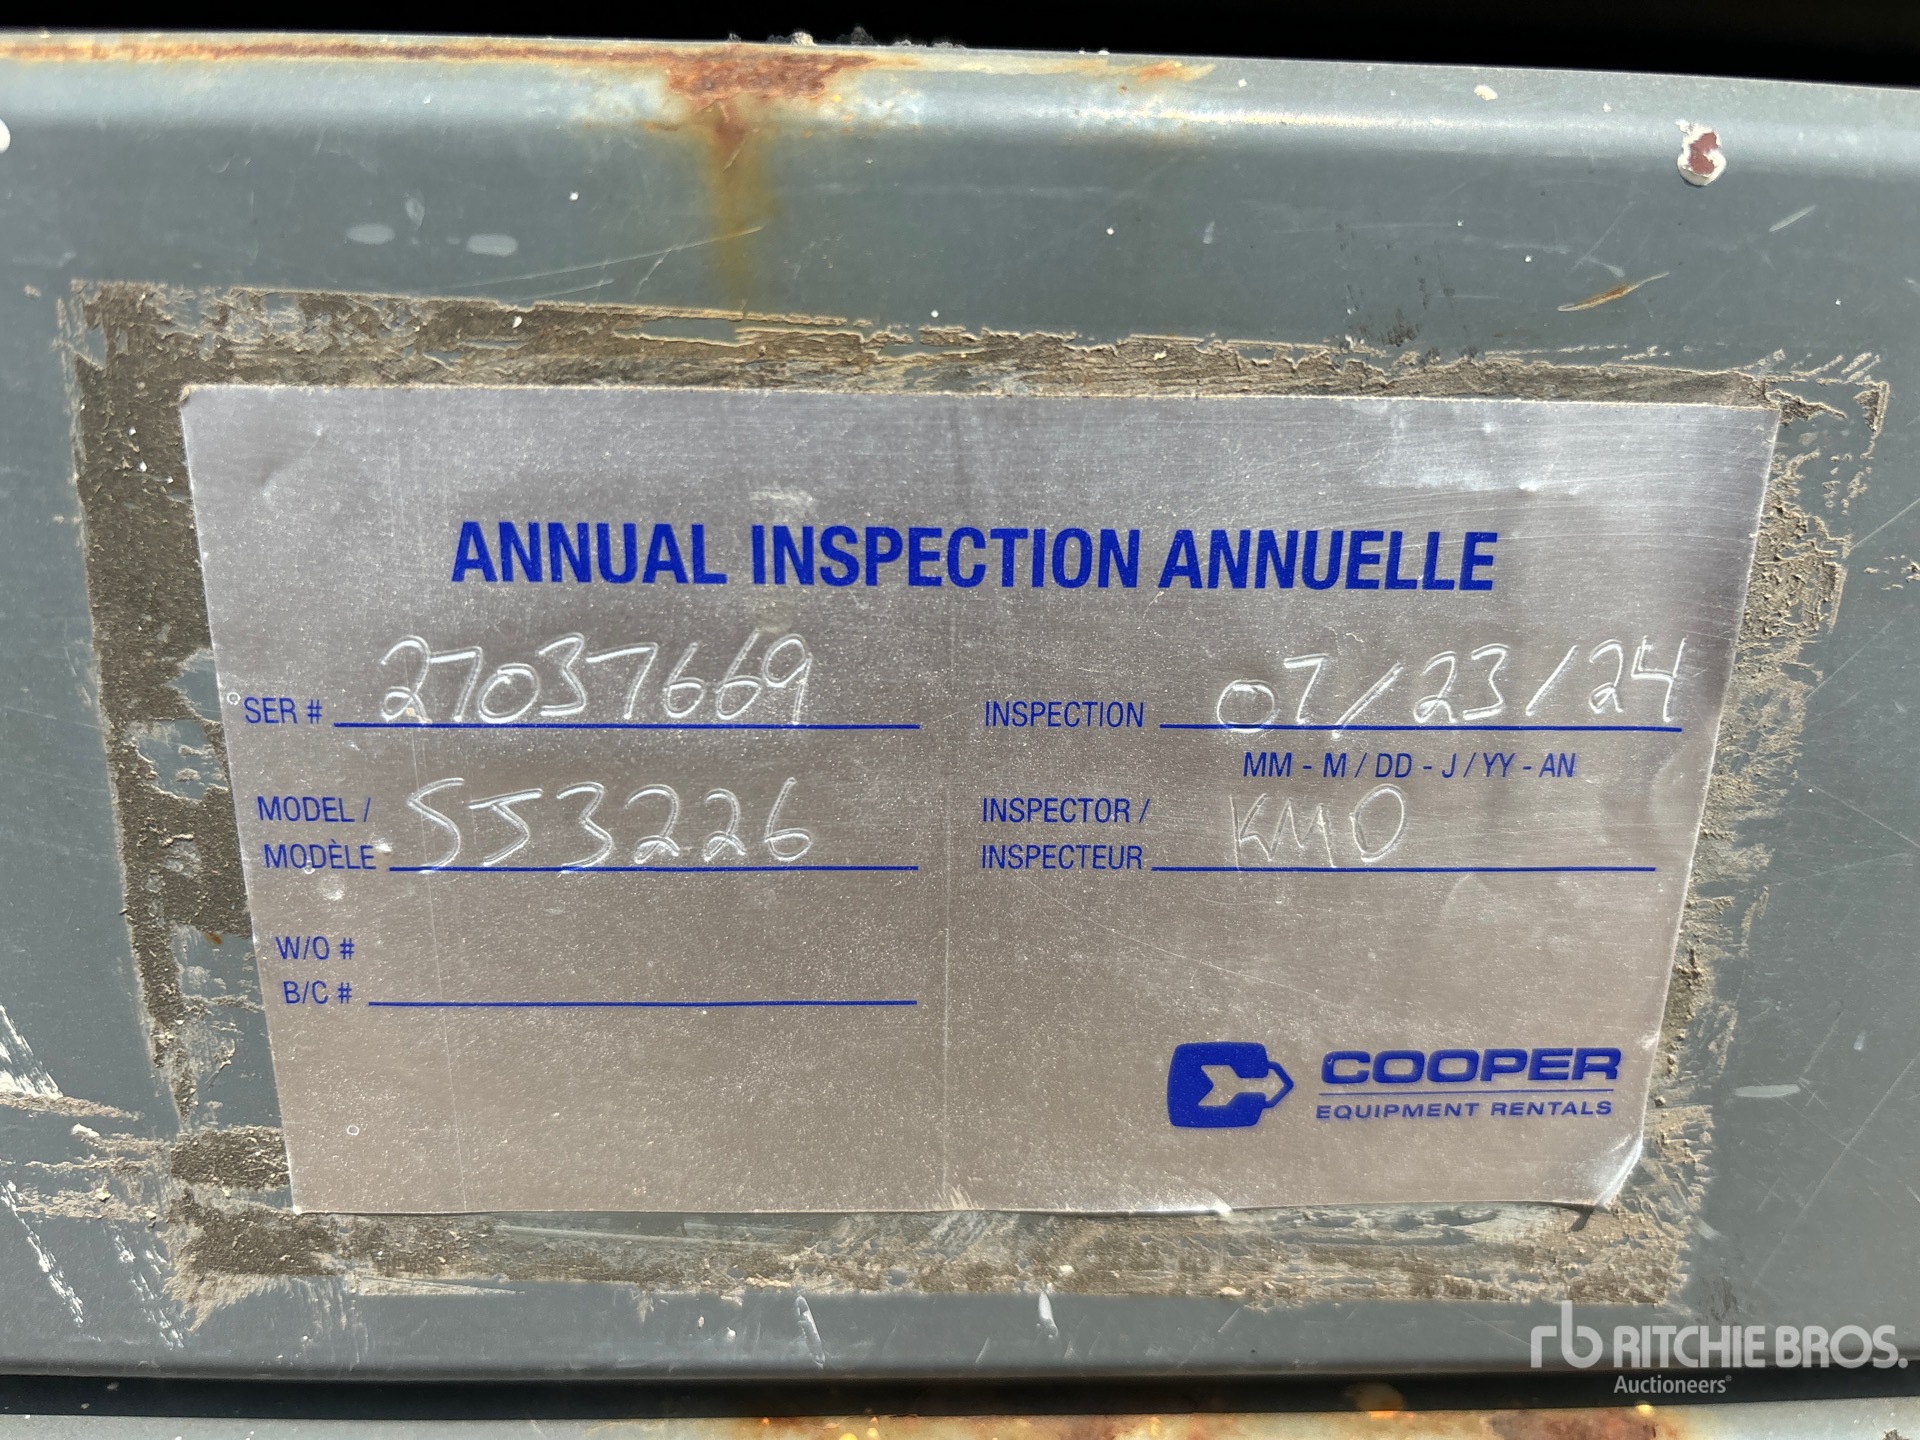 ANNUAL INSPECTION ANNUELLE
SER # 27037669
INSPECTION 07/23/24
MM - M / DD - J / YY - AN
MODEL / MODÈLE SJ3226
INSPECTOR / INSPECTEUR KMO
W/O #
B/C #
COOPER
EQUIPMENT RENTALS
rb RITCHIE BROS.
Auctioneers®